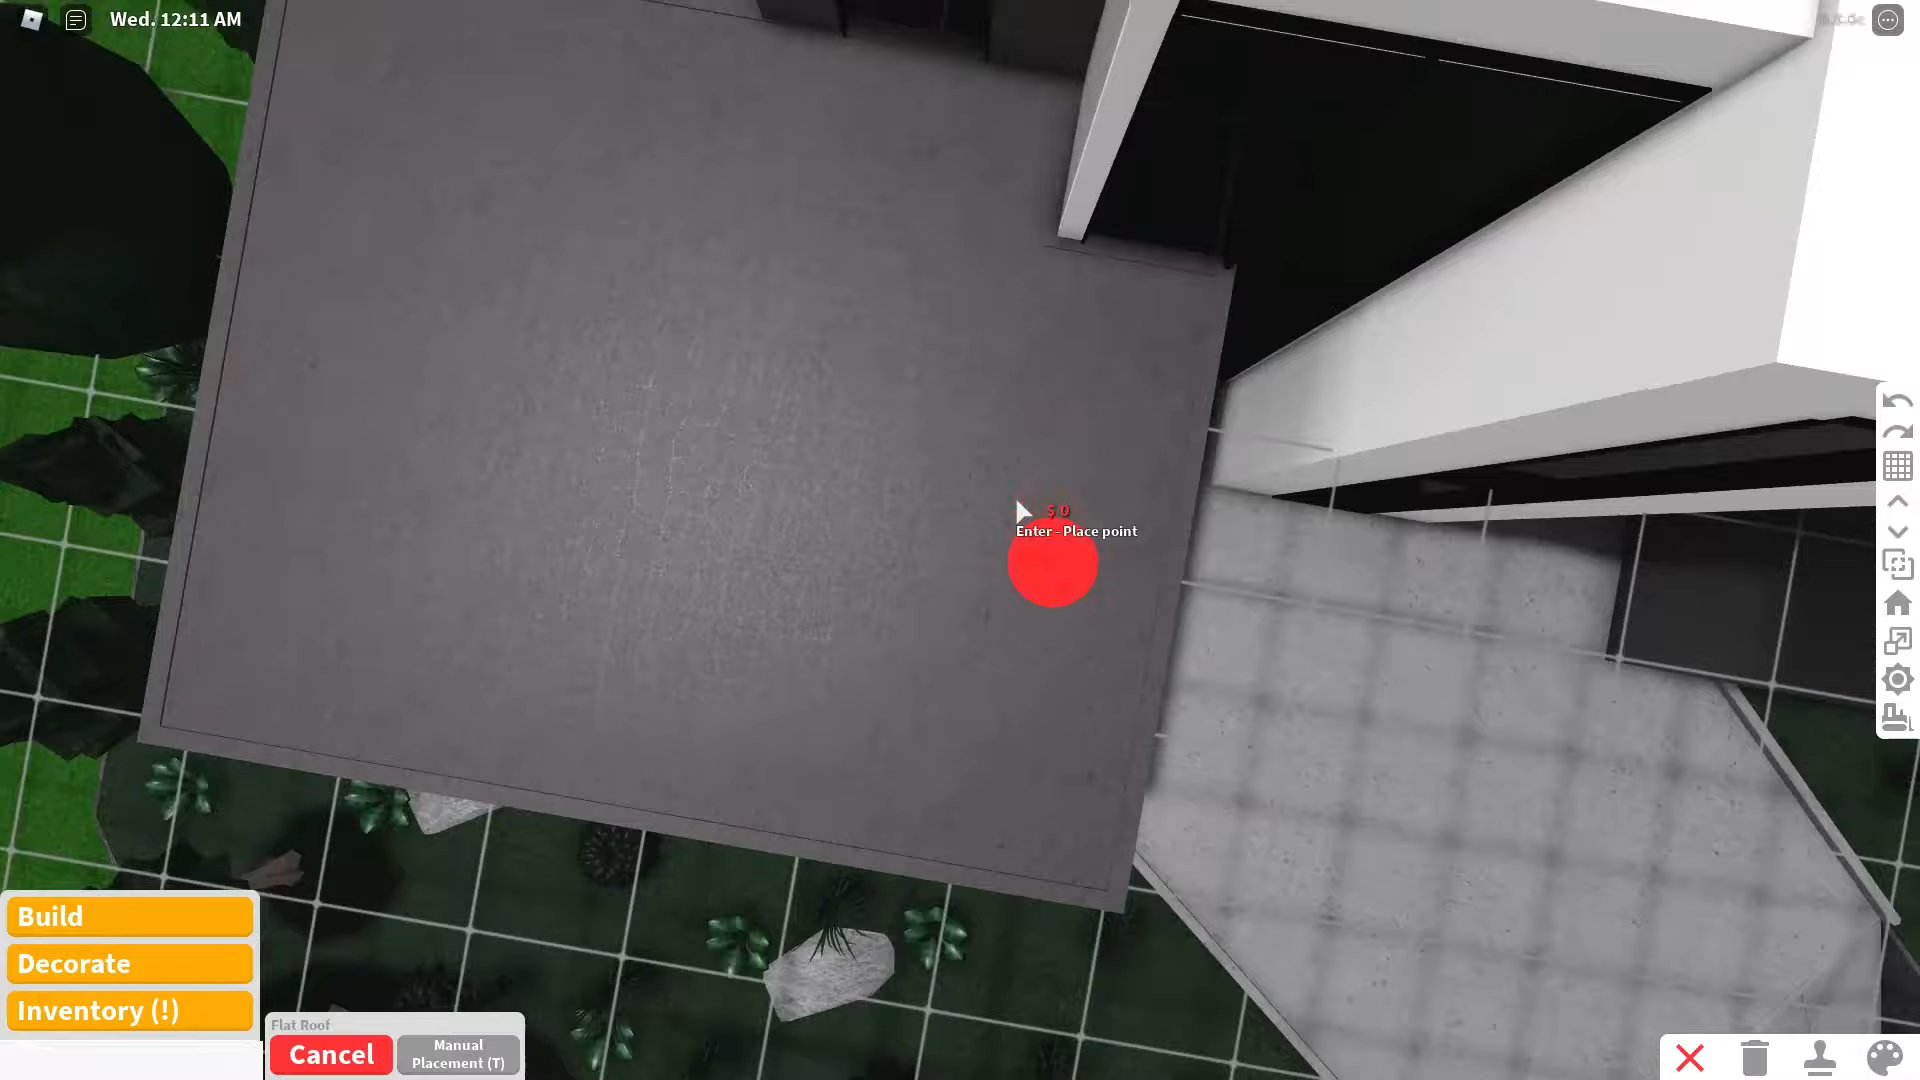 Wed. 12:11 AM
$ 0
Enter - Place point
Build
Decorate
Inventory (!)
Flat Roof
Cancel
Manual
Placement (T)